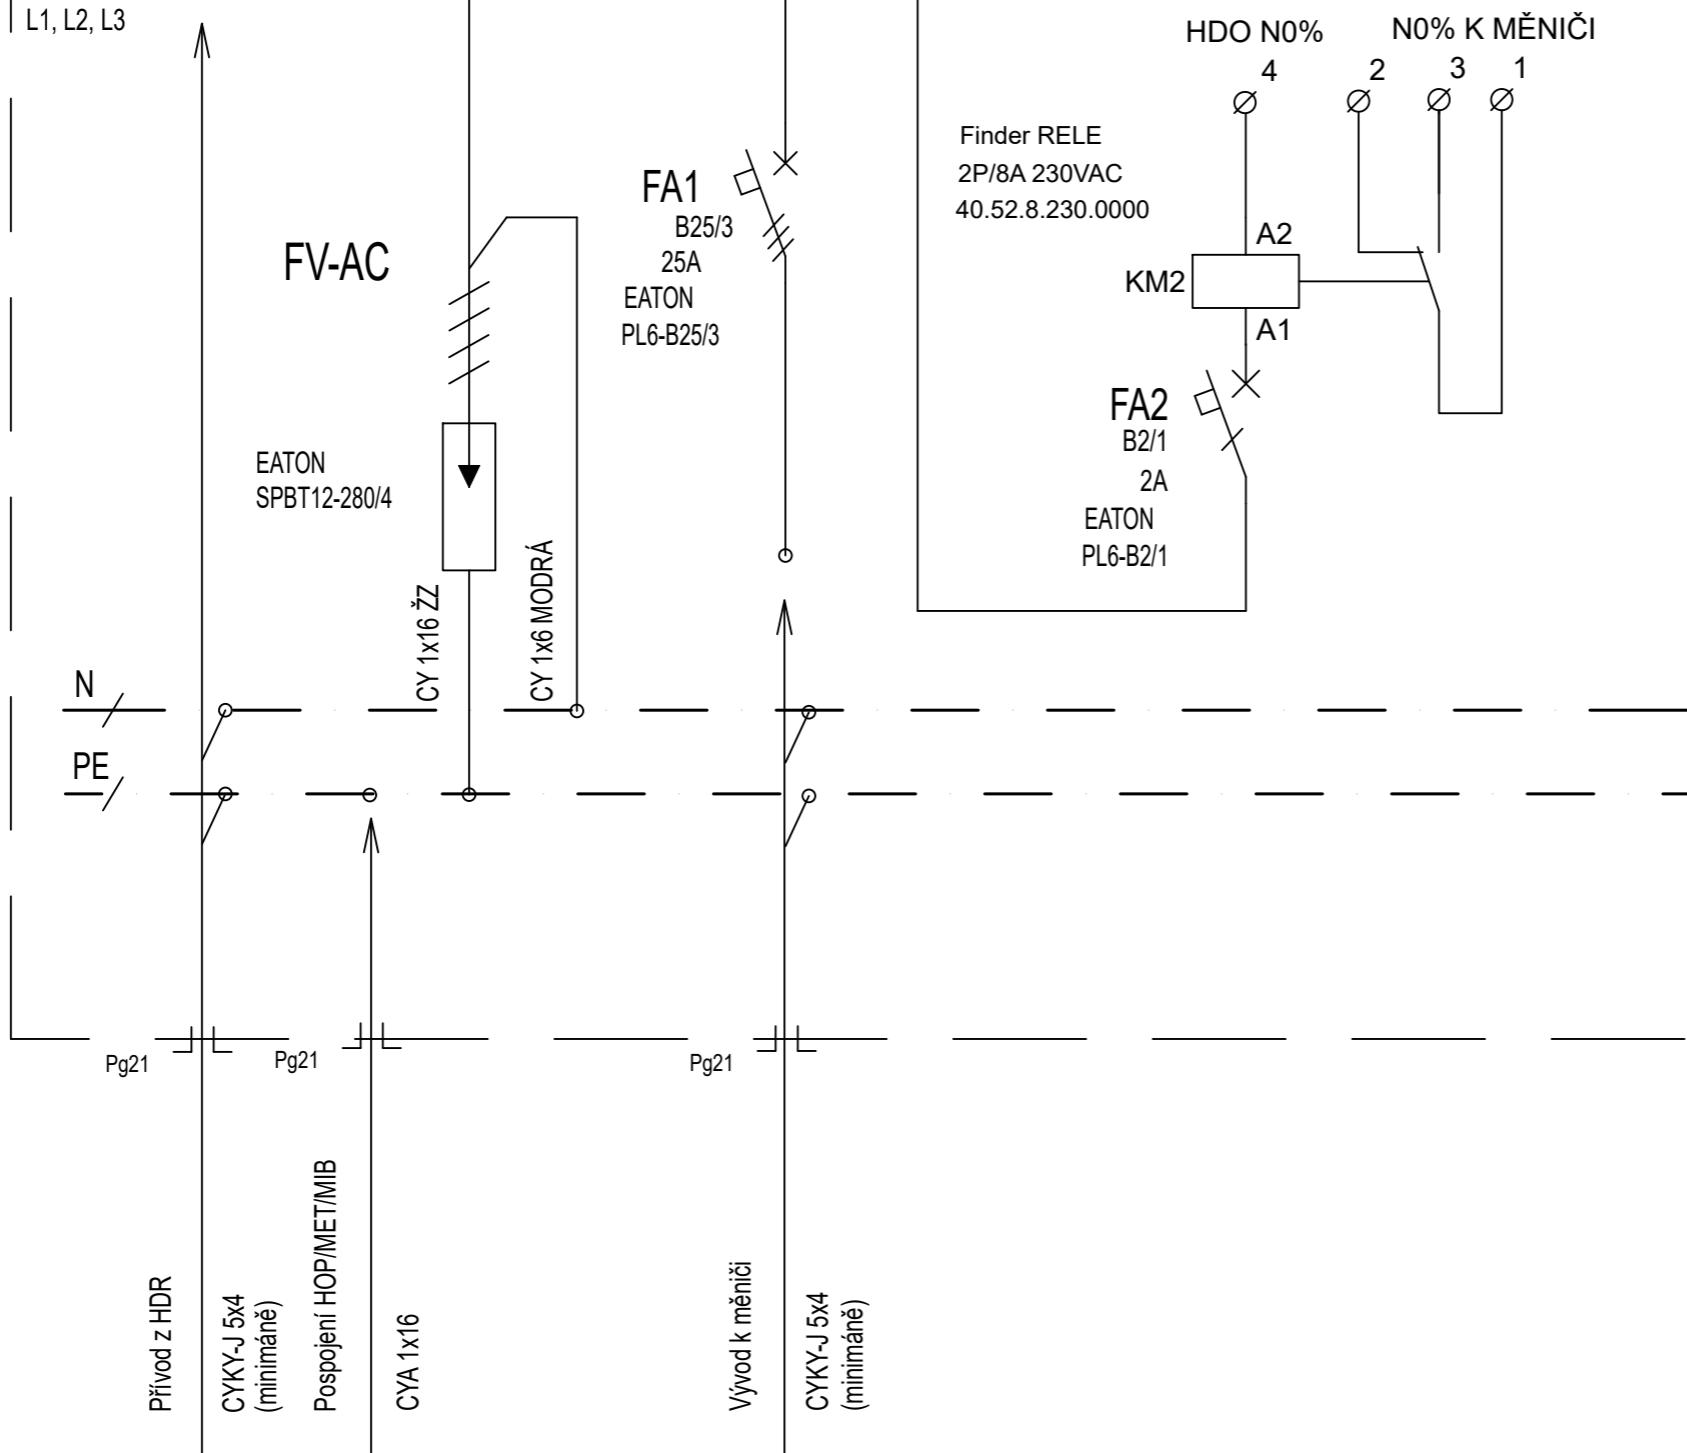 L1, L2, L3
HDO N0%
N0% K MĚNIČI
4
2
3
1
Finder RELE
2P/8A 230VAC
40.52.8.230.0000
FA1
B25/3
25A
EATON
PL6-B25/3
FV-AC
A2
KM2
A1
FA2
B2/1
2A
EATON
PL6-B2/1
EATON
SPBT12-280/4
CY 1x16 ŽZ
CY 1x6 MODRÁ
N
PE
Pg21
Pg21
Pg21
Přívod z HDR
CYKY-J 5x4
(minimáně)
Pospojení HOP/MET/MIB
CYA 1x16
Vývod k měniči
CYKY-J 5x4
(minimáně)